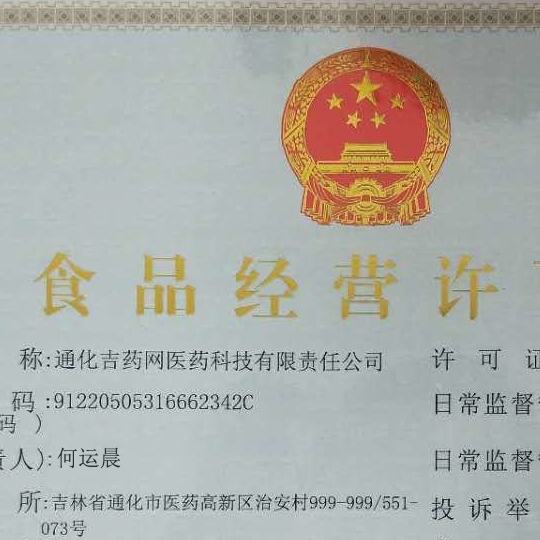 食品经营许
称:通化吉药网医药科技有限责任公司
许可证
码:91220505316662342C
码）
日常监督
人):何运晨
日常监督
所:吉林省通化市医药高新区治安村999-999/551-
073号
投诉举